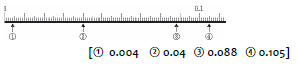 0.1
① ② ③ ④
[① 0.004 ② 0.04 ③ 0.088 ④ 0.105]